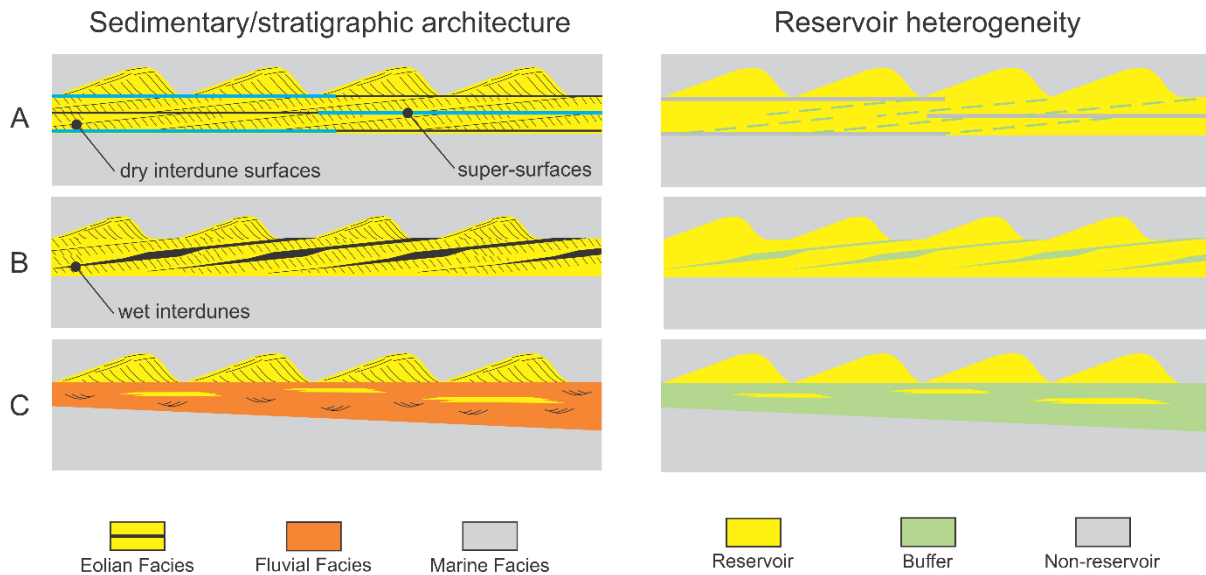 Sedimentary/stratigraphic architecture
Reservoir heterogeneity
A
dry interdune surfaces
super-surfaces
B
wet interdunes
C
Eolian Facies
Fluvial Facies
Marine Facies
Reservoir
Buffer
Non-reservoir